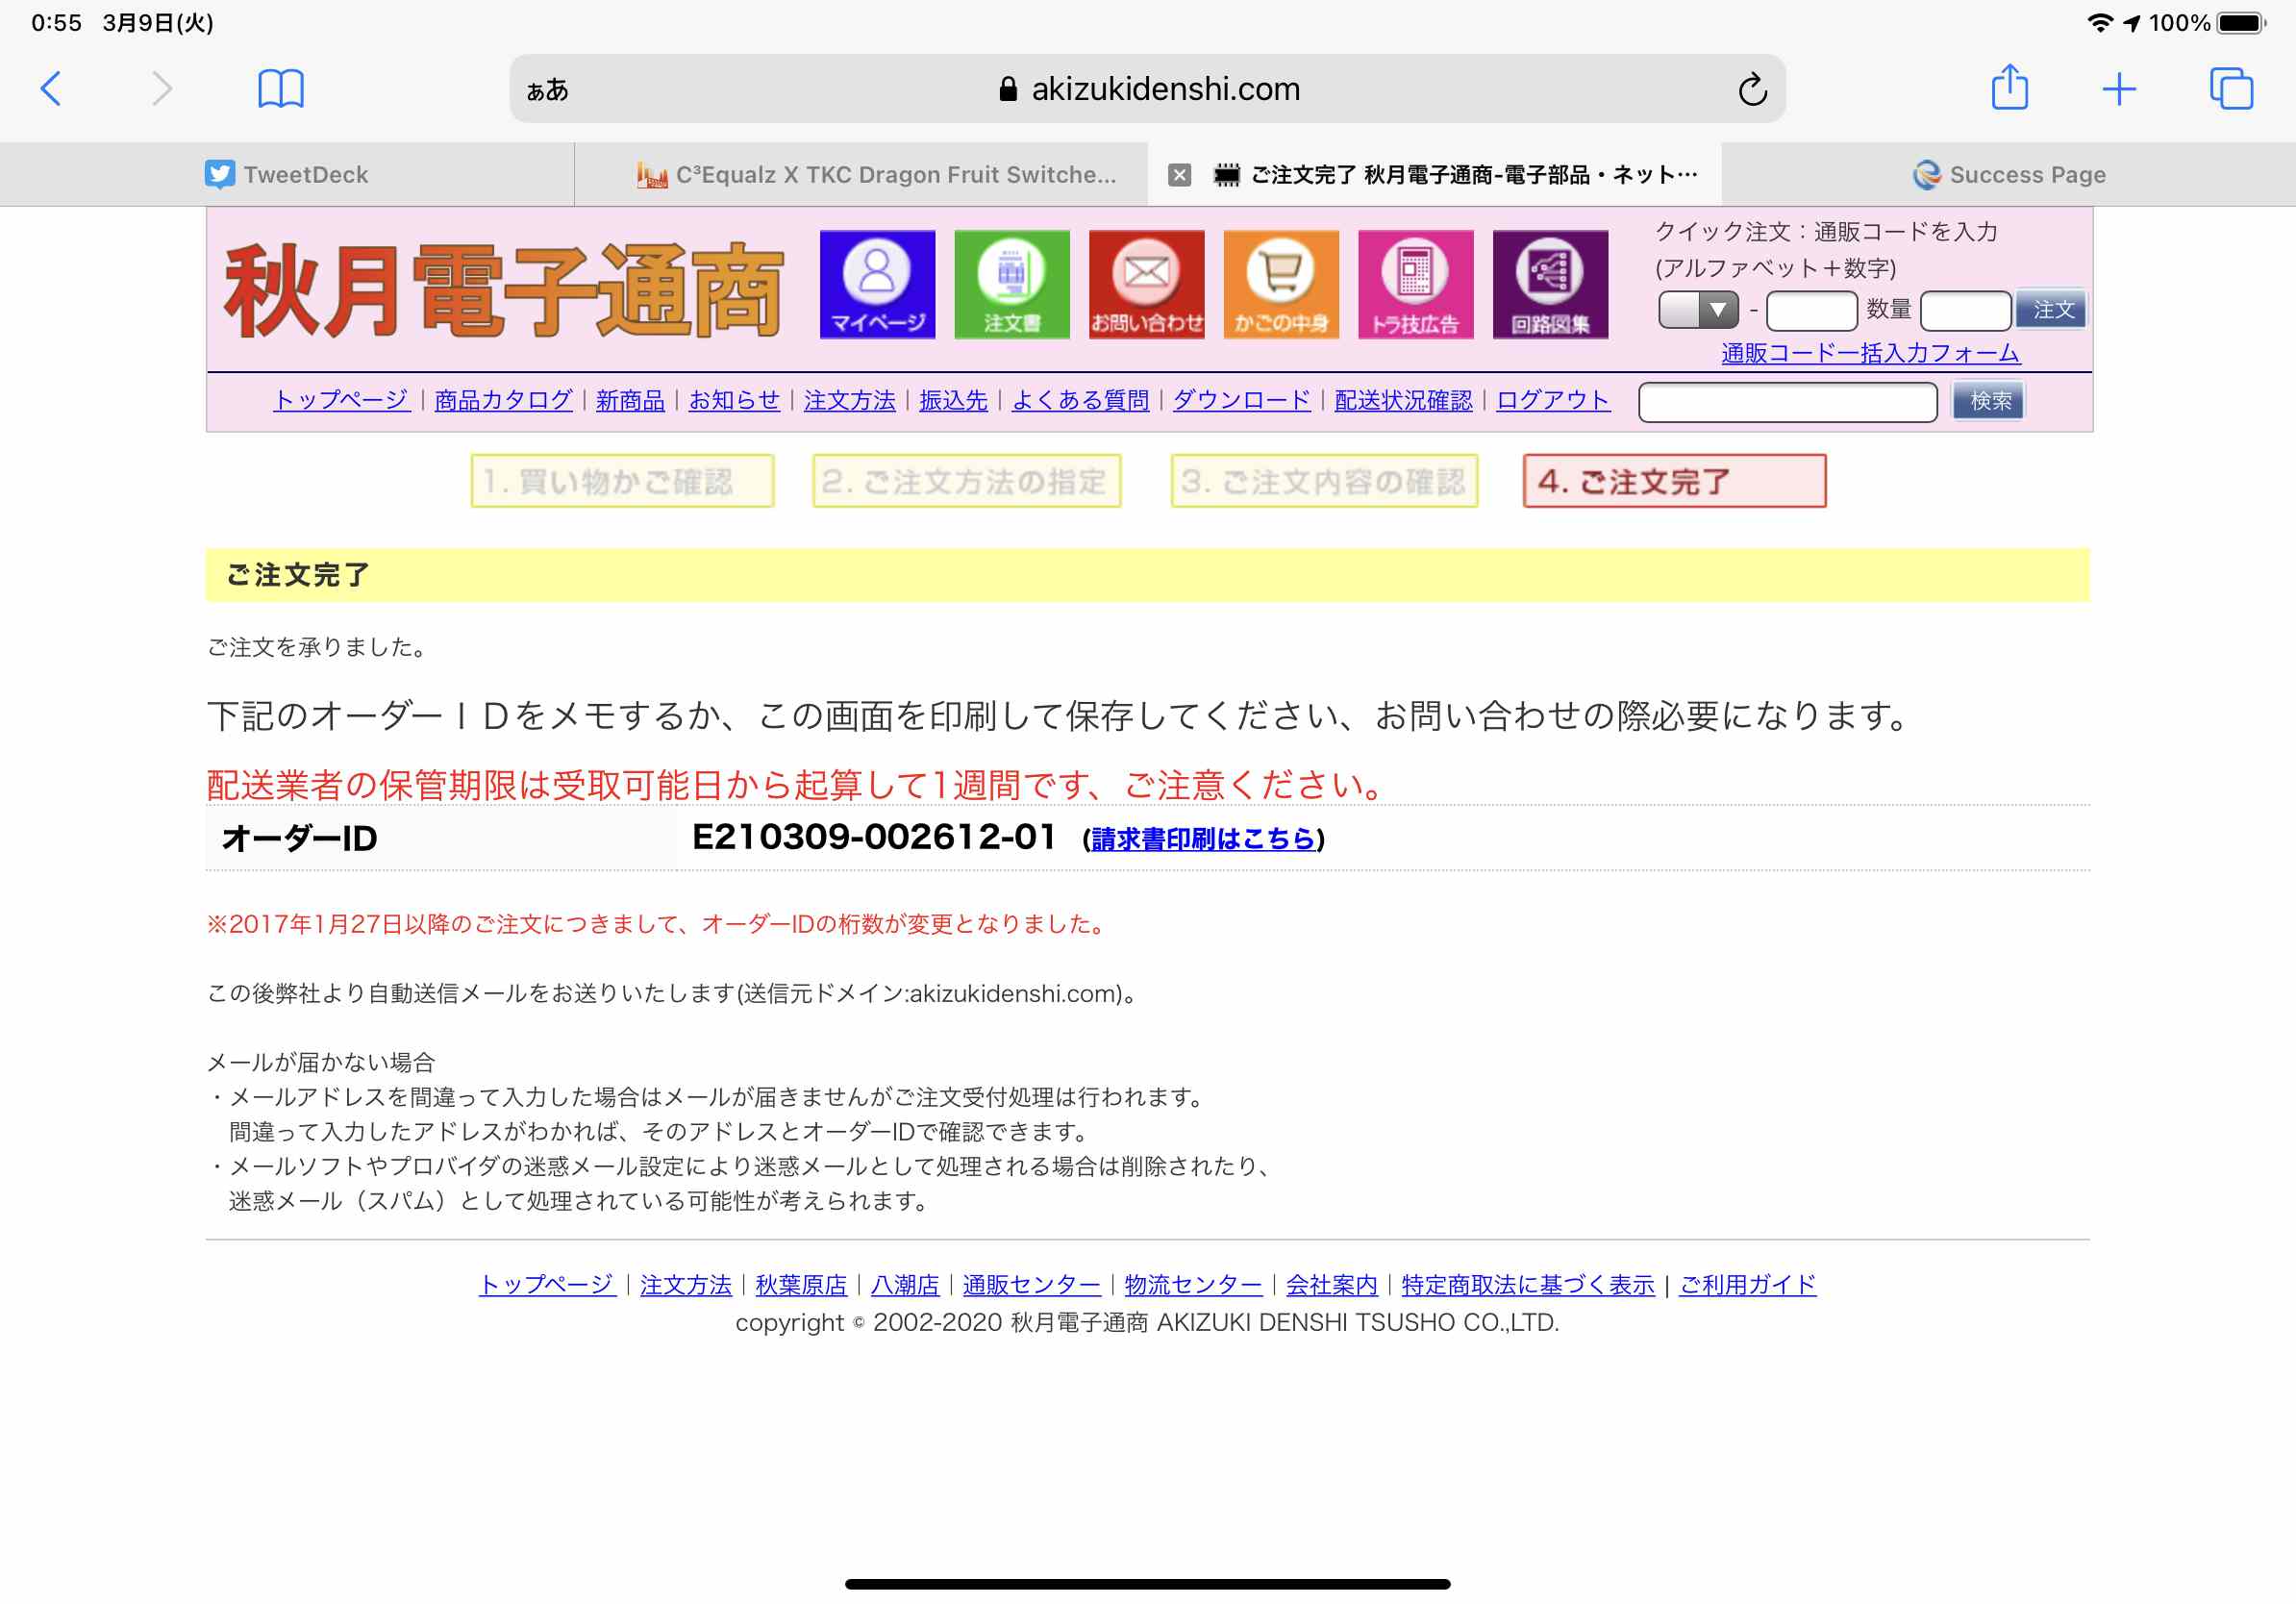 0:55 3月9日(火) 100%
ぁあ akizukidenshi.com
TweetDeck
C³Equalz X TKC Dragon Fruit Switche...
ご注文完了 秋月電子通商-電子部品・ネット…
Success Page
秋月電子通商
マイページ
注文書
お問い合わせ
かごの中身
トラ技広告
回路図集
クイック注文：通販コードを入力
(アルファベット＋数字)
▼ - 数量 注文
通販コード一括入力フォーム
トップページ | 商品カタログ | 新商品 | お知らせ | 注文方法 | 振込先 | よくある質問 | ダウンロード | 配送状況確認 | ログアウト 検索
1. 買い物かご確認 2. ご注文方法の指定 3. ご注文内容の確認 4. ご注文完了
ご注文完了
ご注文を承りました。
下記のオーダーＩＤをメモするか、この画面を印刷して保存してください、お問い合わせの際必要になります。
配送業者の保管期限は受取可能日から起算して1週間です、ご注意ください。
オーダーID E210309-002612-01 (請求書印刷はこちら)
※2017年1月27日以降のご注文につきまして、オーダーIDの桁数が変更となりました。
この後弊社より自動送信メールをお送りいたします(送信元ドメイン:akizukidenshi.com)。
メールが届かない場合
・メールアドレスを間違って入力した場合はメールが届きませんがご注文受付処理は行われます。
間違って入力したアドレスがわかれば、そのアドレスとオーダーIDで確認できます。
・メールソフトやプロバイダの迷惑メール設定により迷惑メールとして処理される場合は削除されたり、
迷惑メール（スパム）として処理されている可能性が考えられます。
トップページ | 注文方法 | 秋葉原店 | 八潮店 | 通販センター | 物流センター | 会社案内 | 特定商取法に基づく表示 | ご利用ガイド
copyright © 2002-2020 秋月電子通商 AKIZUKI DENSHI TSUSHO CO.,LTD.